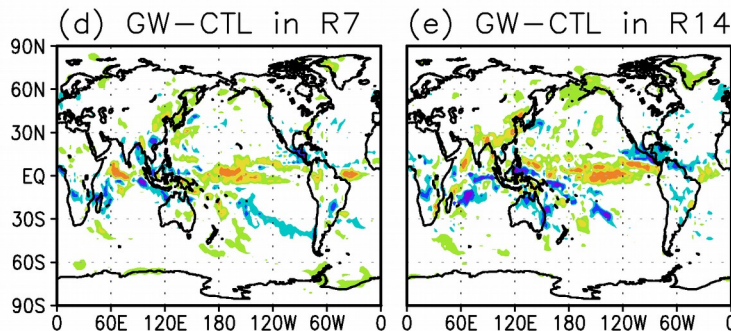 (d) GW−CTL in R7
(e) GW−CTL in R14
90N
60N
30N
EQ
30S
60S
90S
0 60E 120E 180 120W 60W 0
0 60E 120E 180 120W 60W 0